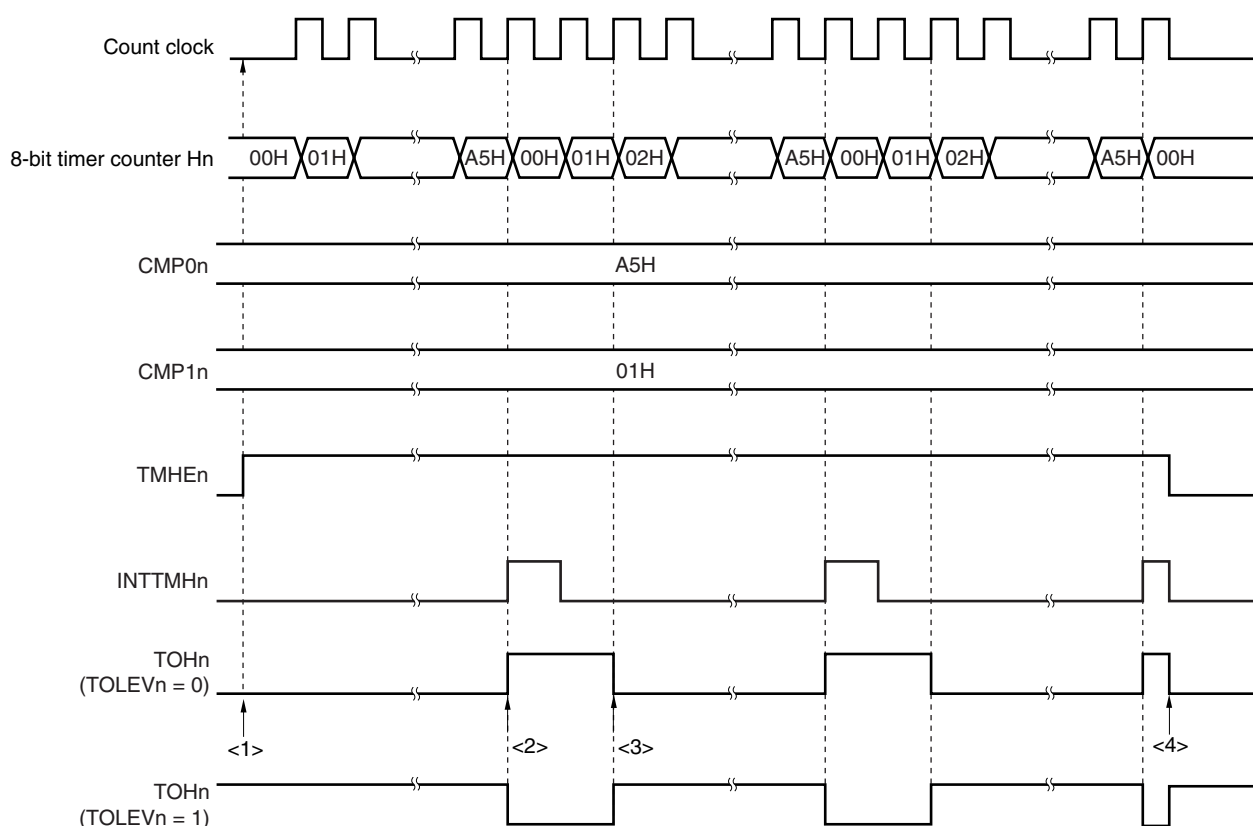 Count clock
8-bit timer counter Hn
00H 01H A5H 00H 01H 02H A5H 00H 01H 02H A5H 00H
CMP0n
A5H
CMP1n
01H
TMHEn
INTTMHn
TOHn
(TOLEVn = 0)
<1> <2> <3> <4>
TOHn
(TOLEVn = 1)